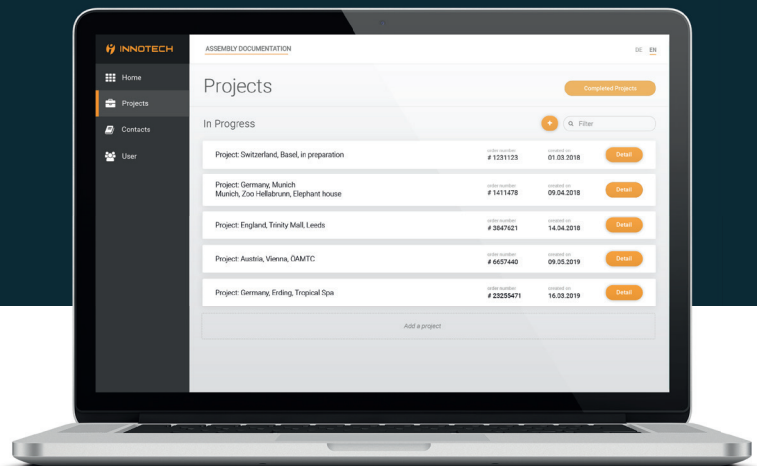 INNOTECH
ASSEMBLY DOCUMENTATION
DE EN
Home
Projects
Contacts
User
Projects
Completed Projects
In Progress
Filter
Project: Switzerland, Basel, in preparation
order number
# 1231123
created on
01.03.2018
Detail
Project: Germany, Munich
Munich, Zoo Hellabrunn, Elephant house
order number
# 1411478
created on
09.04.2018
Detail
Project: England, Trinity Mall, Leeds
order number
# 3847621
created on
14.04.2018
Detail
Project: Austria, Vienna, ÖAMTC
order number
# 6657440
created on
09.05.2019
Detail
Project: Germany, Erding, Tropical Spa
order number
# 23255471
created on
16.03.2019
Detail
Add a project